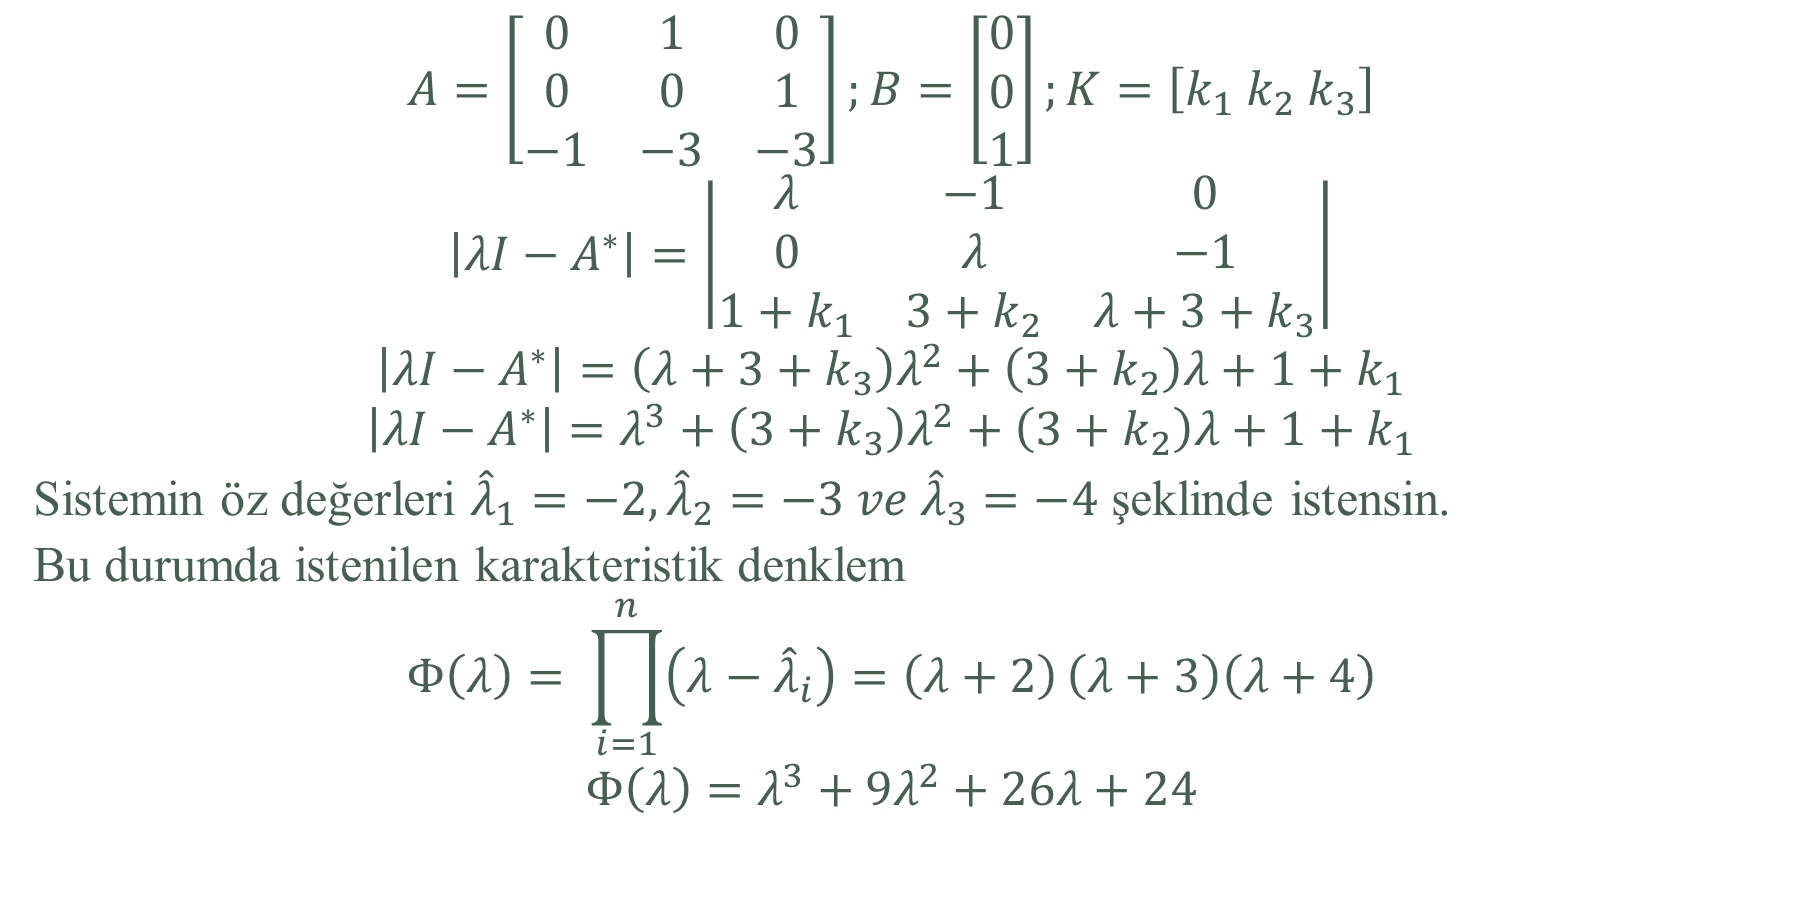 A = [0 1 0; 0 0 1; −1 −3 −3] ; B = [0; 0; 1] ; K = [k₁ k₂ k₃]
|λI − A*| = |λ −1 0; 0 λ −1; 1 + k₁ 3 + k₂ λ + 3 + k₃|
|λI − A*| = (λ + 3 + k₃)λ² + (3 + k₂)λ + 1 + k₁
|λI − A*| = λ³ + (3 + k₃)λ² + (3 + k₂)λ + 1 + k₁
Sistemin öz değerleri λ̂₁ = −2, λ̂₂ = −3 ve λ̂₃ = −4 şeklinde istensin.
Bu durumda istenilen karakteristik denklem
Φ(λ) = ∏ᵢ₌₁ⁿ (λ − λ̂ᵢ) = (λ + 2) (λ + 3)(λ + 4)
Φ(λ) = λ³ + 9λ² + 26λ + 24